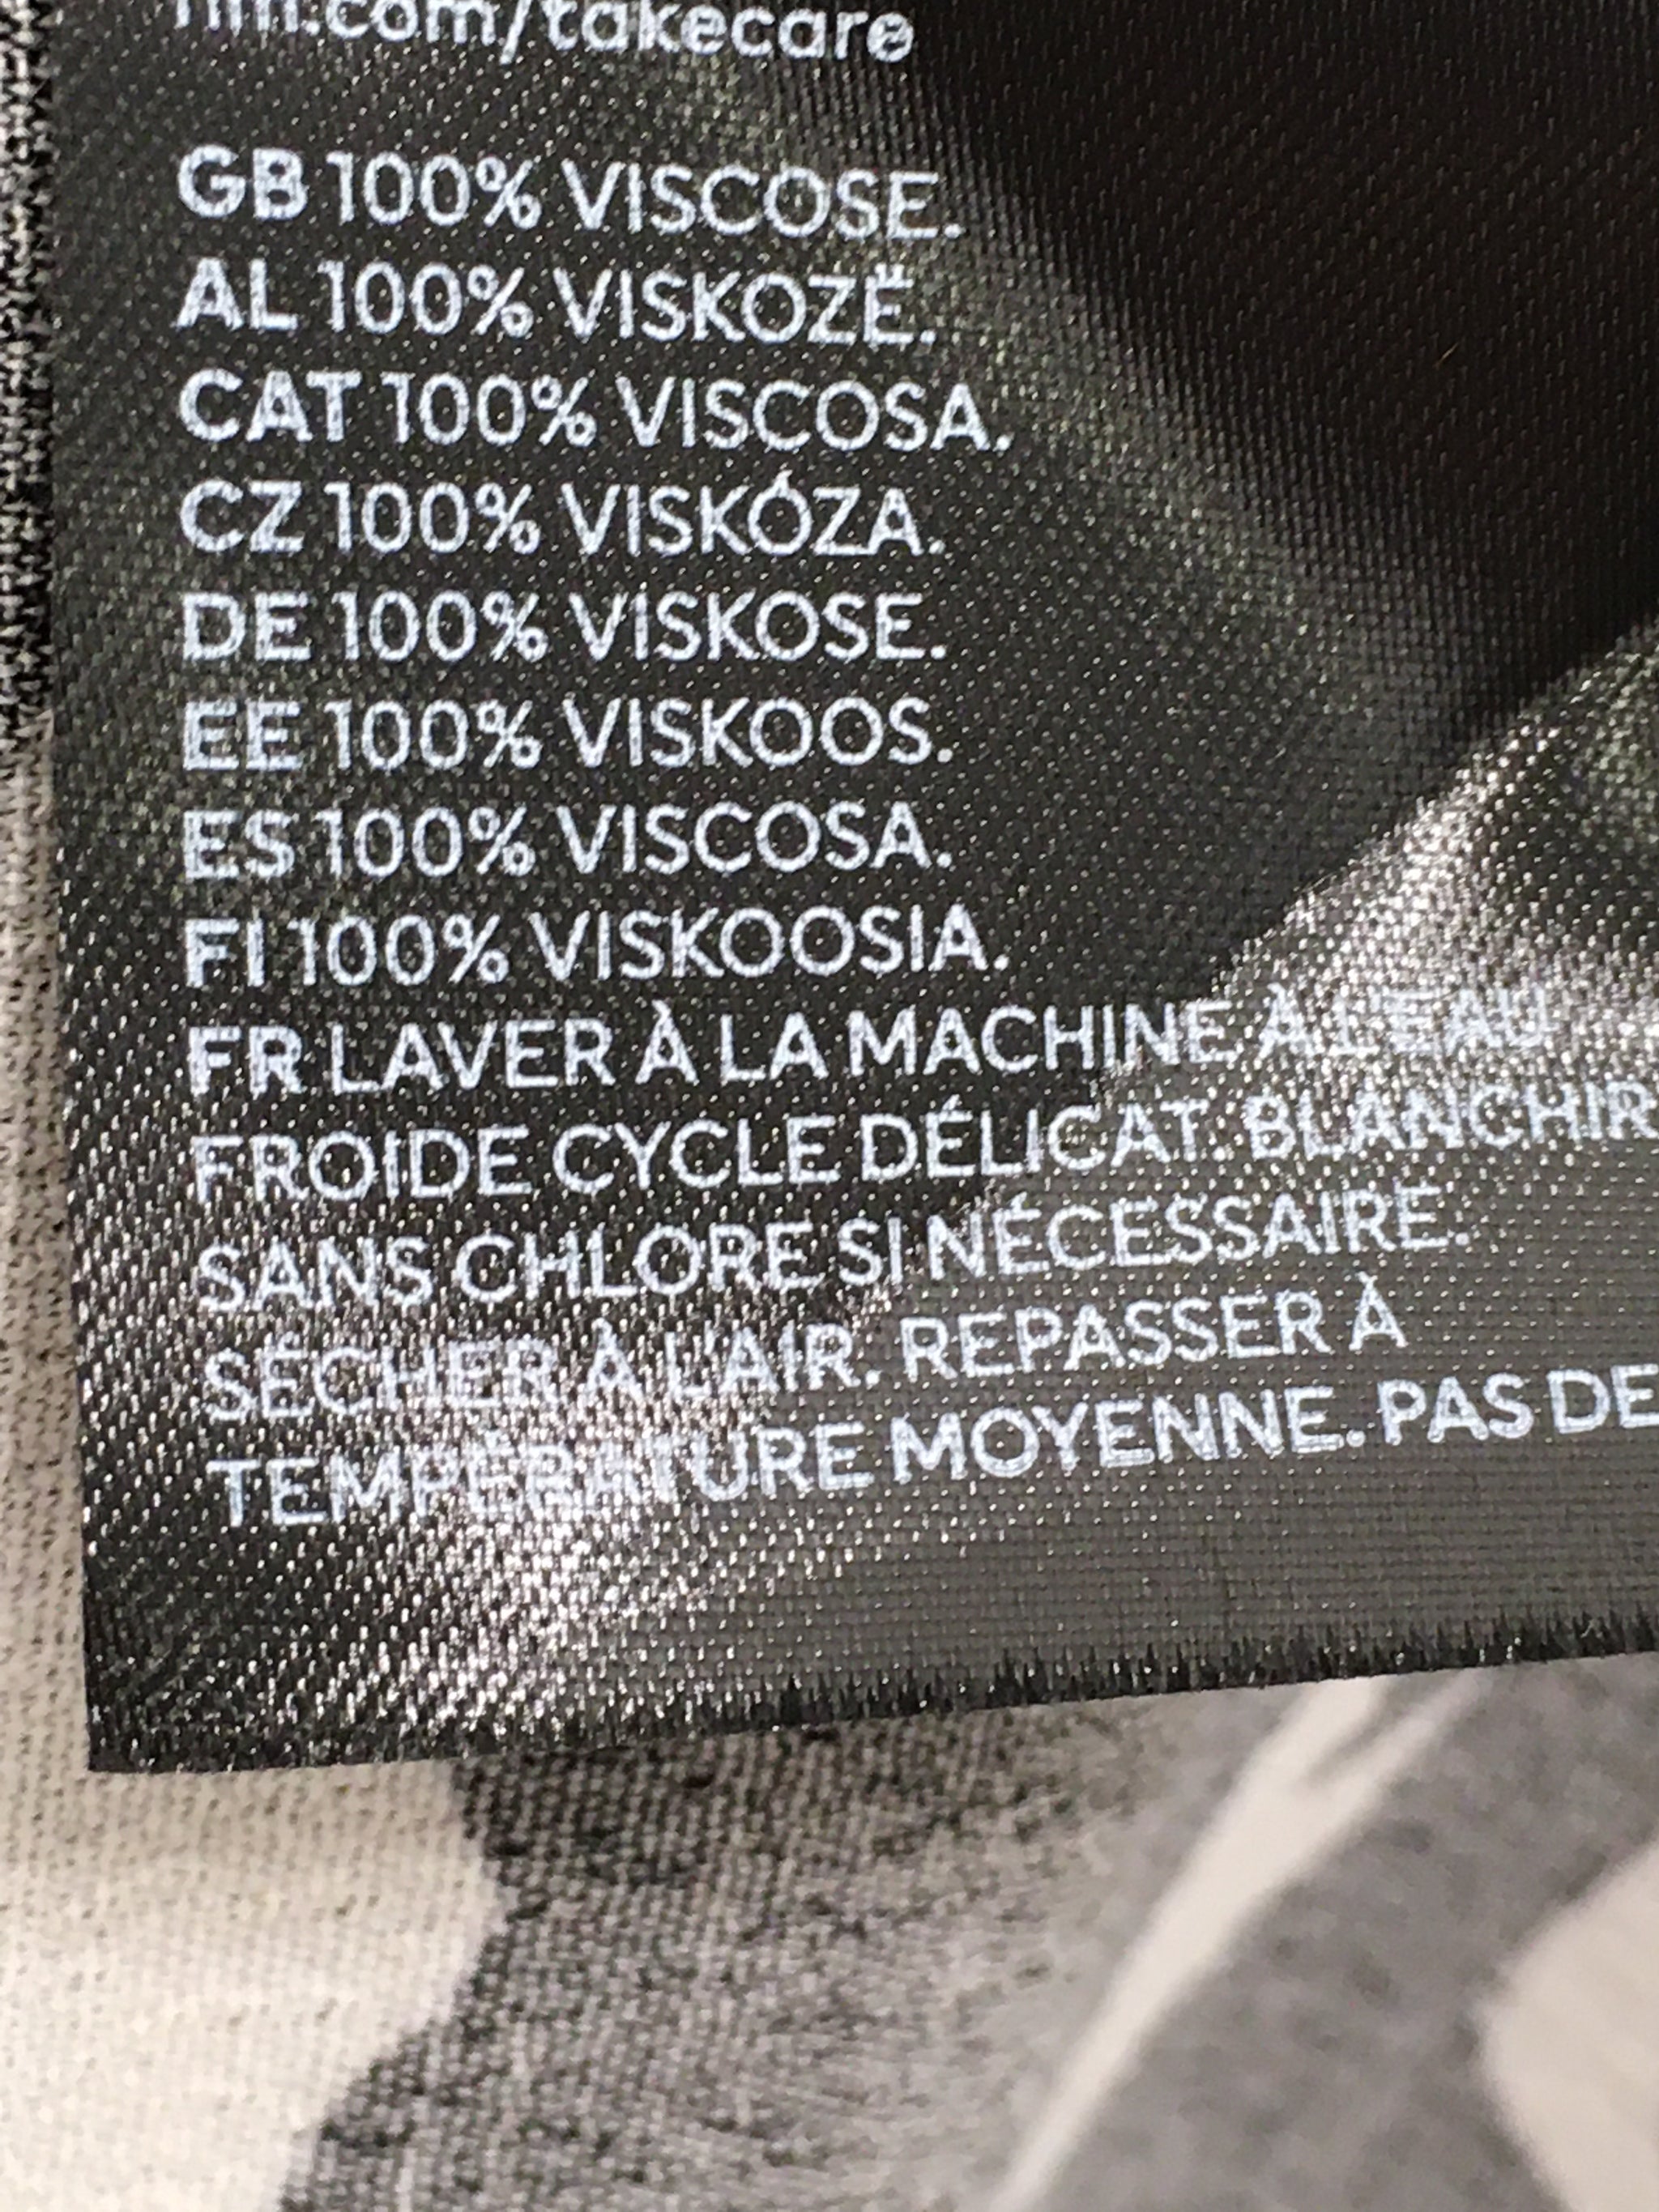 hm.com/takecare
GB 100% VISCOSE.
AL 100% VISKOZË.
CAT 100% VISCOSA.
CZ 100% VISKÓZA.
DE 100% VISKOSE.
EE 100% VISKOOS.
ES 100% VISCOSA.
FI 100% VISKOOSIA.
FR LAVER À LA MACHINE À L'EAU
FROIDE CYCLE DÉLICAT. BLANCHIR
SANS CHLORE SI NÉCESSAIRE.
SÉCHER À L'AIR. REPASSER À
TEMPÉRATURE MOYENNE. PAS DE